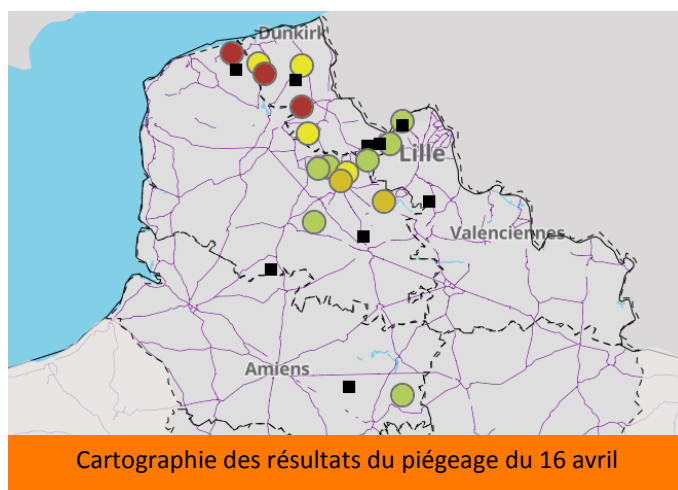 Dunkirk
Lille
Valenciennes
Amiens
Cartographie des résultats du piégeage du 16 avril